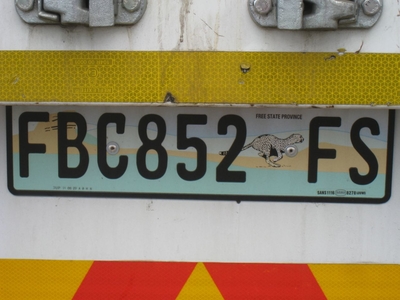 FREE STATE PROVINCE
FBC852 FS